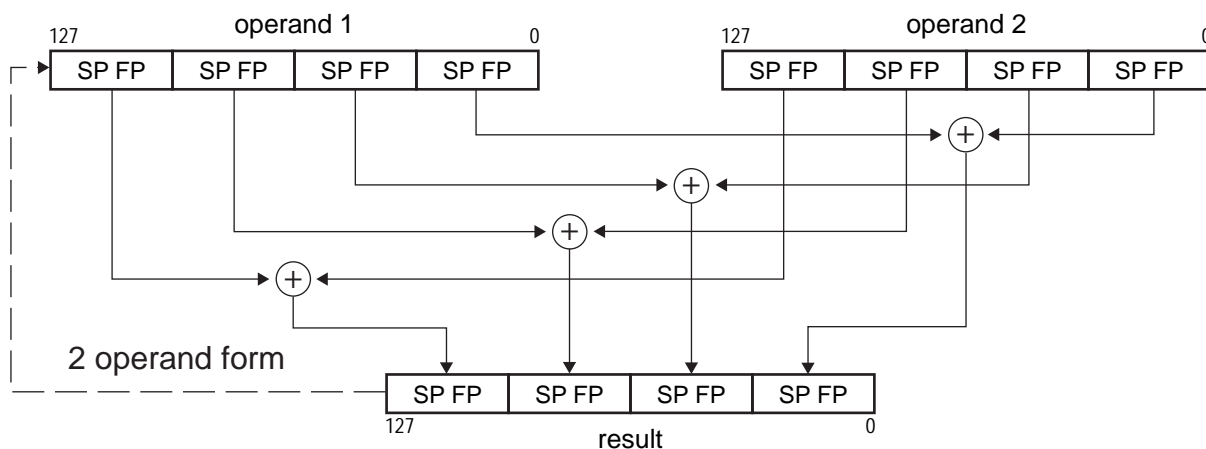 operand 1 operand 2
127 0 127 0
SP FP SP FP SP FP SP FP SP FP SP FP SP FP SP FP
+
+
+
+
2 operand form
SP FP SP FP SP FP SP FP
127 0
result